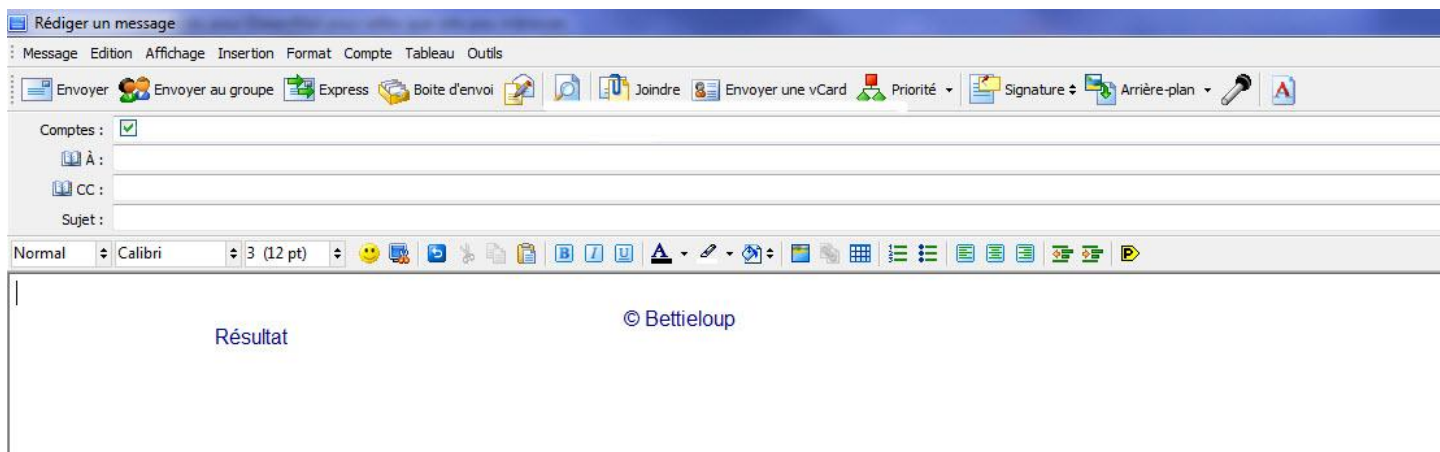 Rédiger un message
Message Edition Affichage Insertion Format Compte Tableau Outils
Envoyer Envoyer au groupe Express Boite d'envoi Joindre Envoyer une vCard Priorité Signature Arrière-plan A
Comptes :
À :
CC :
Sujet :
Normal Calibri 3 (12 pt) B I U A P
© Bettieloup
Résultat